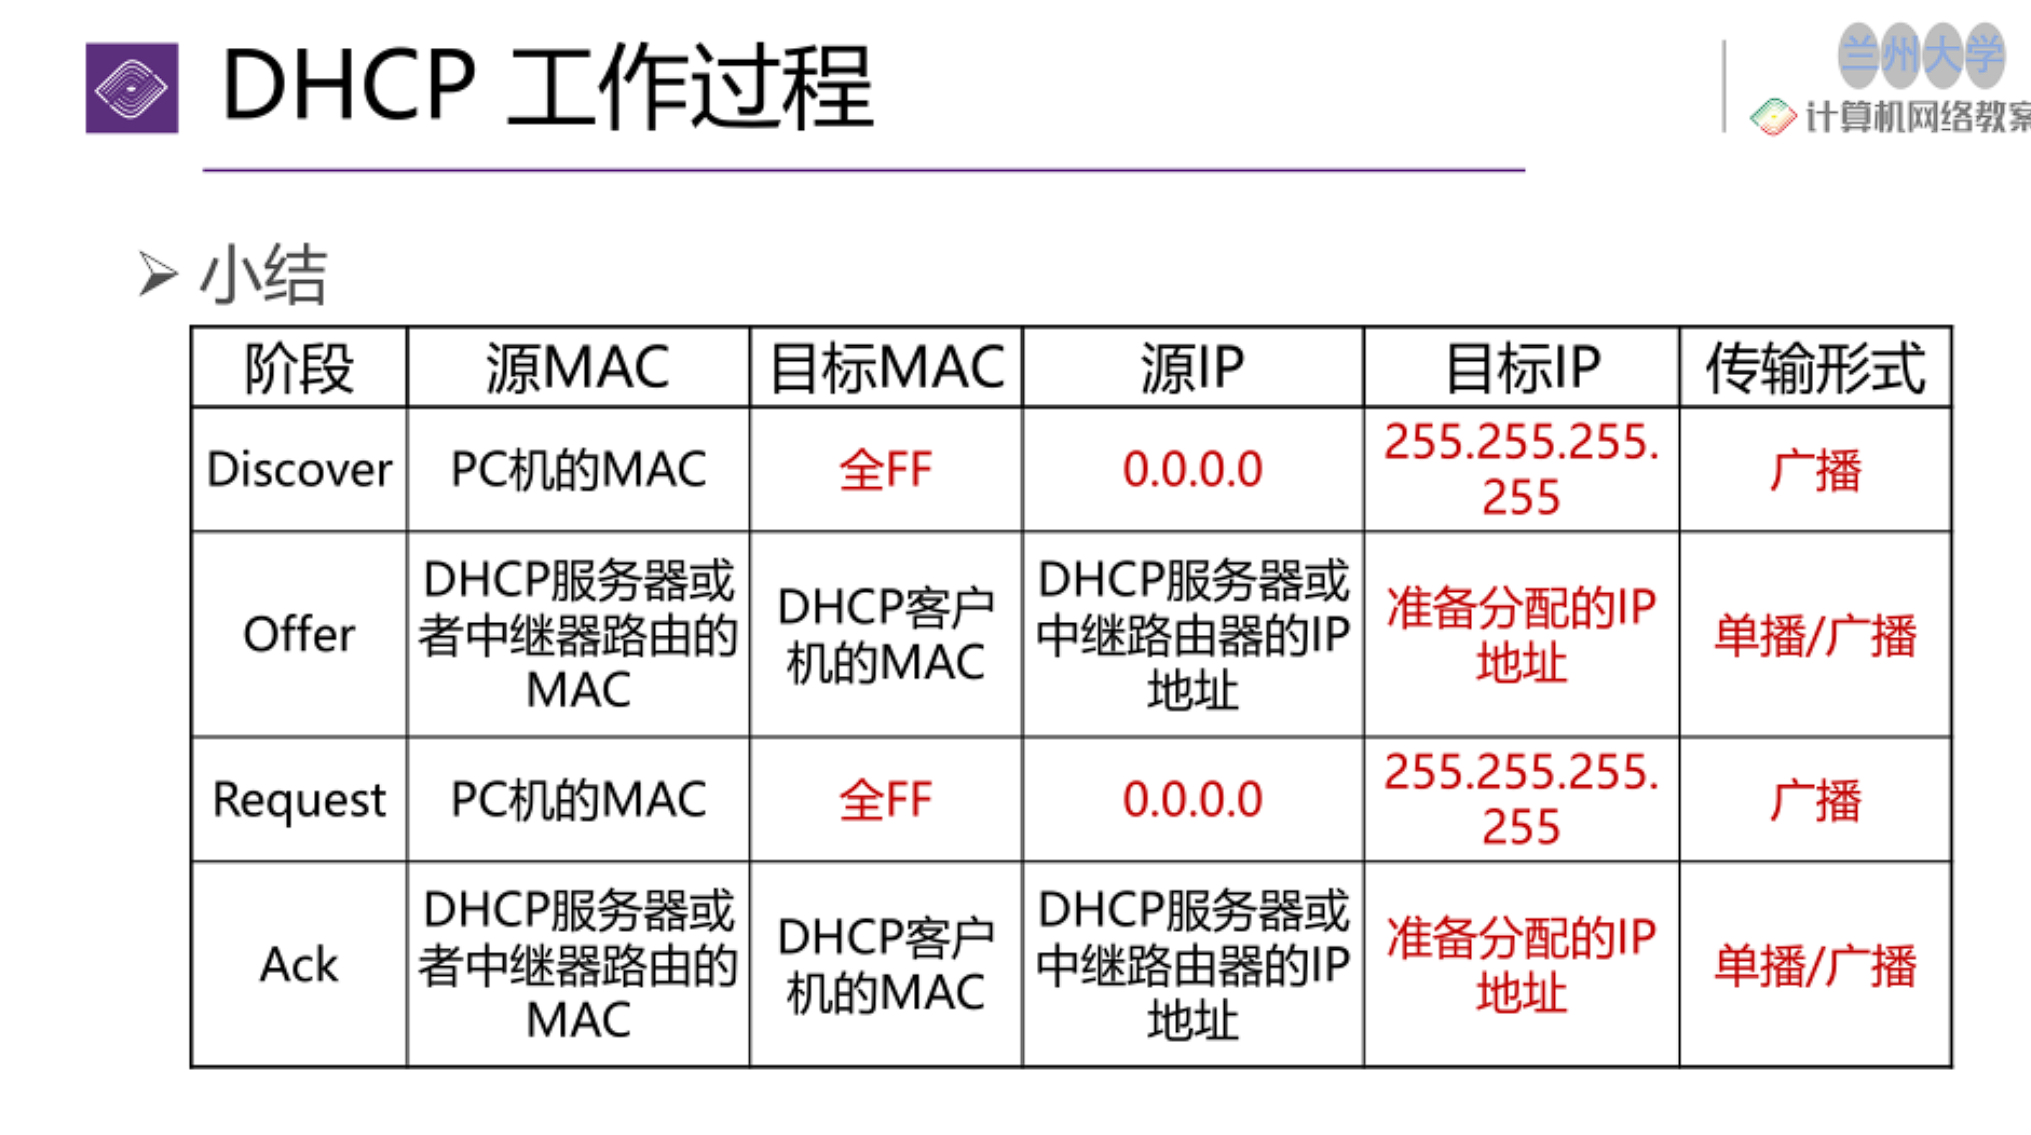 DHCP 工作过程
兰州大学
计算机网络教案
小结
阶段 源MAC 目标MAC 源IP 目标IP 传输形式
Discover PC机的MAC 全FF 0.0.0.0 255.255.255.
255
广播
Offer
DHCP服务器或
者中继器路由的
MAC
DHCP客户
机的MAC
DHCP服务器或
中继路由器的IP
地址
准备分配的IP
地址
单播/广播
Request PC机的MAC 全FF 0.0.0.0 255.255.255.
255
广播
Ack
DHCP服务器或
者中继器路由的
MAC
DHCP客户
机的MAC
DHCP服务器或
中继路由器的IP
地址
准备分配的IP
地址
单播/广播